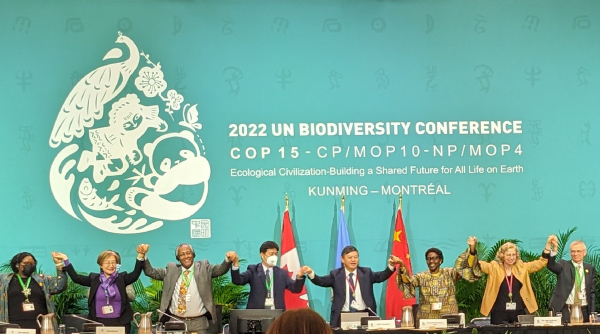 2022 UN BIODIVERSITY CONFERENCE
COP 15 - CP/MOP10-NP/MOP4
Ecological Civilization-Building a Shared Future for All Life on Earth
KUNMING – MONTRÉAL